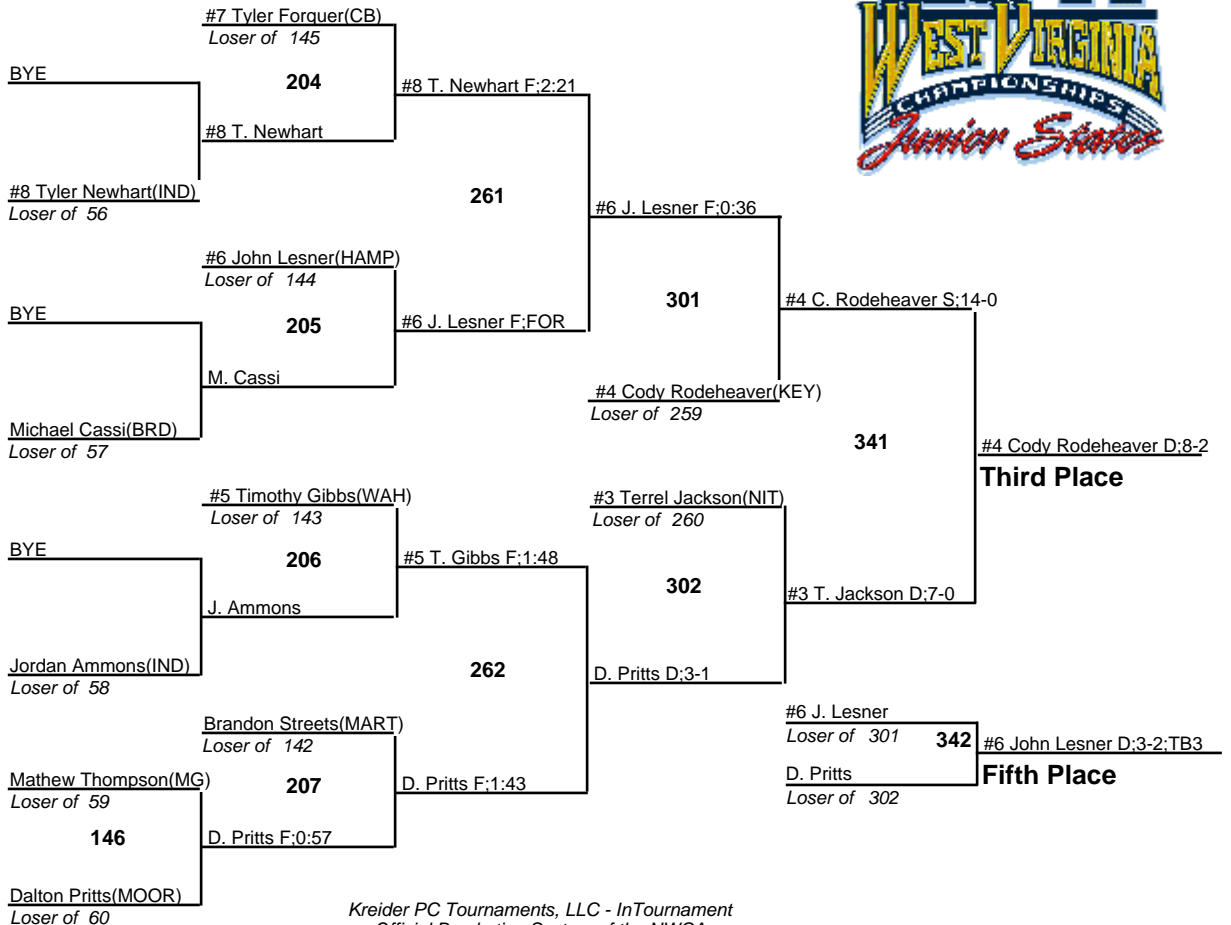 #7 Tyler Forquer(CB)
Loser of 145
BYE
204
#8 T. Newhart F;2:21
#8 T. Newhart
#8 Tyler Newhart(IND)
Loser of 56
261
#6 J. Lesner F;0:36
WEST VIRGINIA
CHAMPIONSHIPS
Junior States
#6 John Lesner(HAMP)
Loser of 144
BYE
205
#6 J. Lesner F;FOR
301
#4 C. Rodeheaver S;14-0
M. Cassi
#4 Cody Rodeheaver(KEY)
Loser of 259
Michael Cassi(BRD)
Loser of 57
341
#4 Cody Rodeheaver D;8-2
Third Place
#5 Timothy Gibbs(WAH)
Loser of 143
#3 Terrel Jackson(NIT)
Loser of 260
BYE
206
#5 T. Gibbs F;1:48
302
J. Ammons
#3 T. Jackson D;7-0
Jordan Ammons(IND)
Loser of 58
262
D. Pritts D;3-1
Brandon Streets(MART)
Loser of 142
#6 J. Lesner
Loser of 301
342
#6 John Lesner D;3-2;TB3
Fifth Place
D. Pritts
Loser of 302
Mathew Thompson(MG)
Loser of 59
207
D. Pritts F;1:43
146
D. Pritts F;0:57
Dalton Pritts(MOOR)
Loser of 60
Kreider PC Tournaments, LLC - InTournament